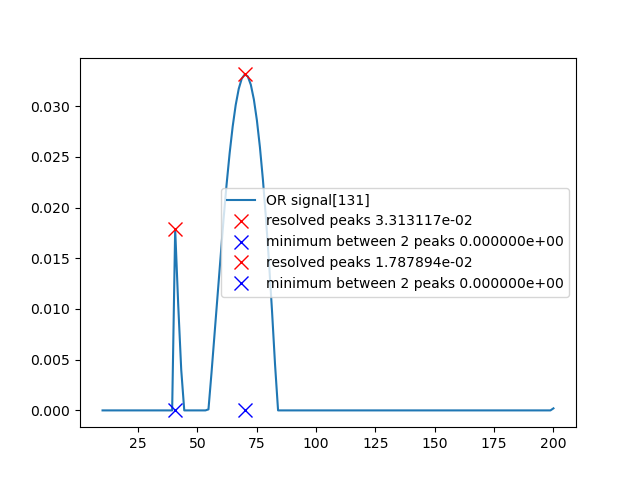 0.030
0.025
0.020
0.015
0.010
0.005
0.000
OR signal[131]
resolved peaks 3.313117e-02
minimum between 2 peaks 0.000000e+00
resolved peaks 1.787894e-02
minimum between 2 peaks 0.000000e+00
25 50 75 100 125 150 175 200